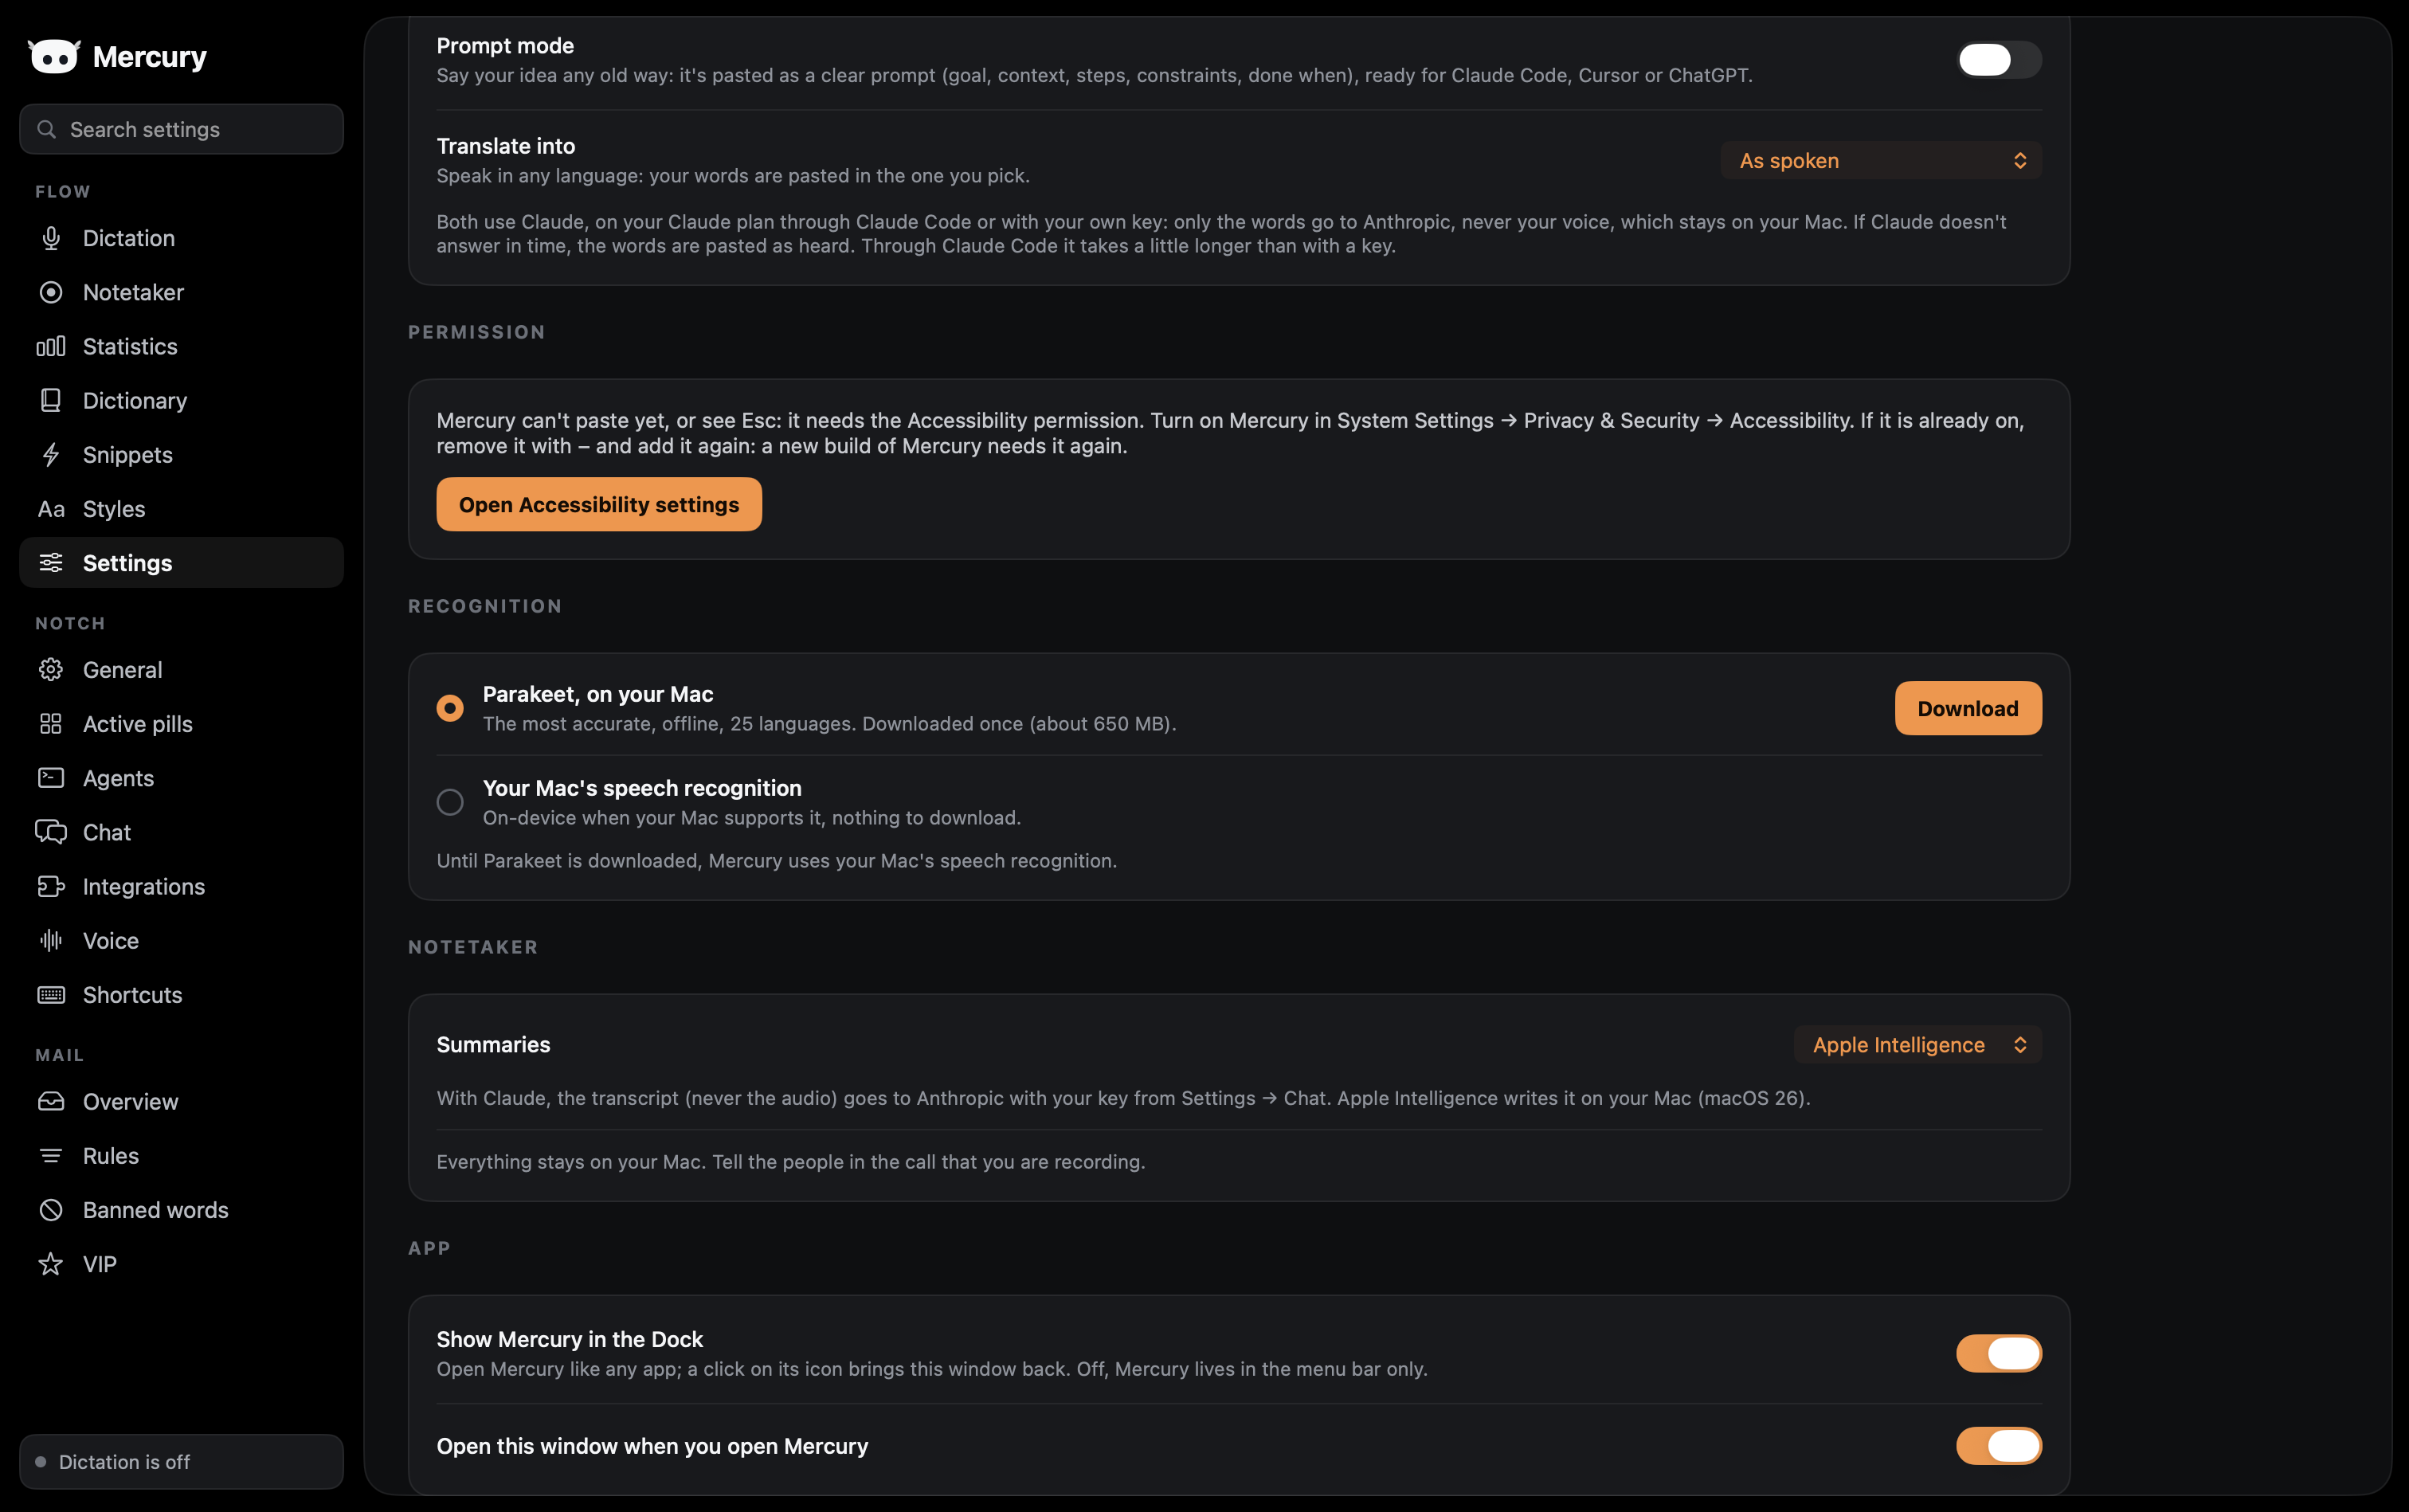 Mercury
Search settings
FLOW
Dictation
Notetaker
Statistics
Dictionary
Snippets
Aa Styles
Settings
NOTCH
General
Active pills
Agents
Chat
Integrations
Voice
Shortcuts
MAIL
Overview
Rules
Banned words
VIP
Dictation is off
Prompt mode
Say your idea any old way: it's pasted as a clear prompt (goal, context, steps, constraints, done when), ready for Claude Code, Cursor or ChatGPT.
Translate into
Speak in any language: your words are pasted in the one you pick.
As spoken
Both use Claude, on your Claude plan through Claude Code or with your own key: only the words go to Anthropic, never your voice, which stays on your Mac. If Claude doesn't
answer in time, the words are pasted as heard. Through Claude Code it takes a little longer than with a key.
PERMISSION
Mercury can't paste yet, or see Esc: it needs the Accessibility permission. Turn on Mercury in System Settings → Privacy & Security → Accessibility. If it is already on,
remove it with – and add it again: a new build of Mercury needs it again.
Open Accessibility settings
RECOGNITION
Parakeet, on your Mac
The most accurate, offline, 25 languages. Downloaded once (about 650 MB).
Download
Your Mac's speech recognition
On-device when your Mac supports it, nothing to download.
Until Parakeet is downloaded, Mercury uses your Mac's speech recognition.
NOTETAKER
Summaries
Apple Intelligence
With Claude, the transcript (never the audio) goes to Anthropic with your key from Settings → Chat. Apple Intelligence writes it on your Mac (macOS 26).
Everything stays on your Mac. Tell the people in the call that you are recording.
APP
Show Mercury in the Dock
Open Mercury like any app; a click on its icon brings this window back. Off, Mercury lives in the menu bar only.
Open this window when you open Mercury